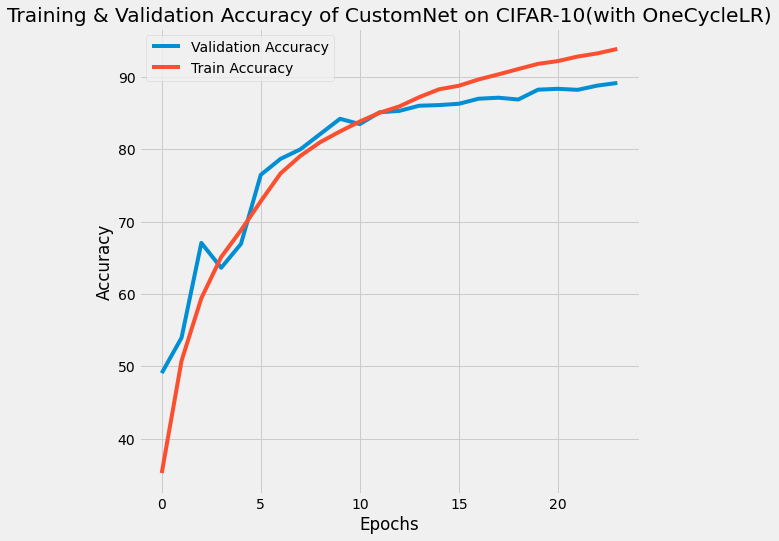 Training & Validation Accuracy of CustomNet on CIFAR-10(with OneCycleLR)
Validation Accuracy
Train Accuracy
90
80
70
60
50
40
Accuracy
0 5 10 15 20
Epochs